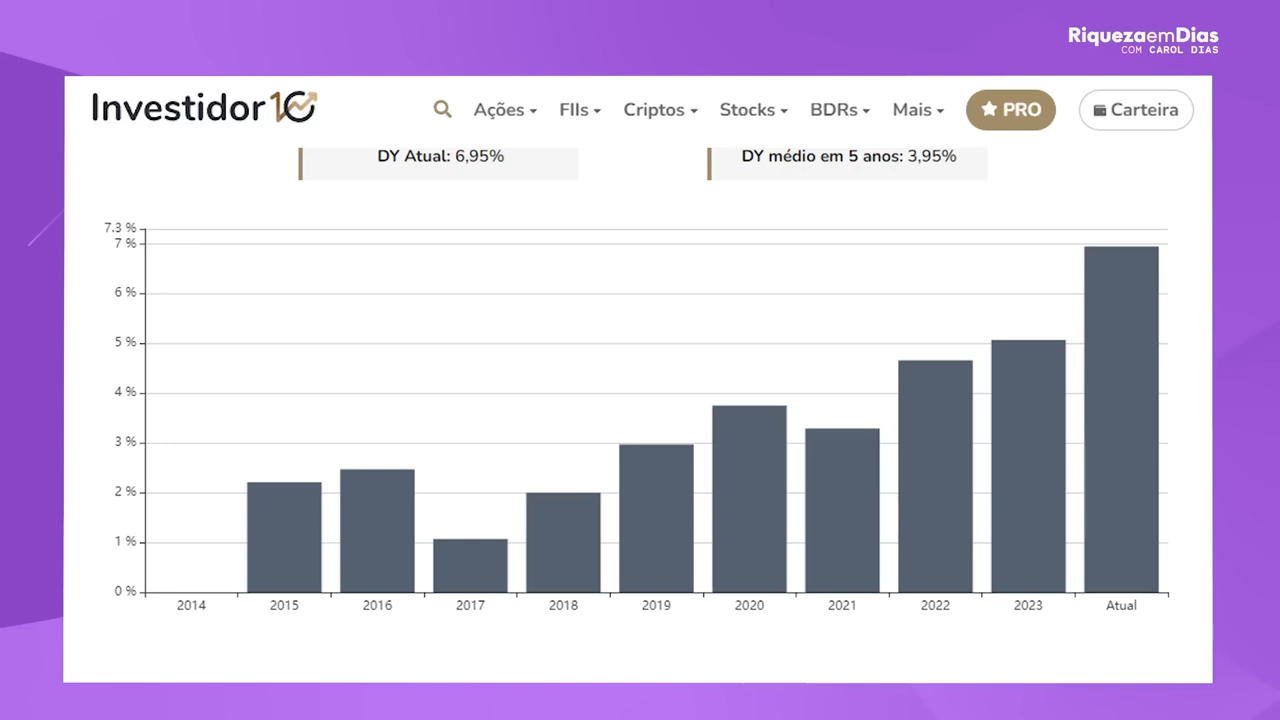 RiquezaemDias
COM CAROL DIAS
Investidor 10
Ações
FIIs
Criptos
Stocks
BDRs
Mais
PRO
Carteira
DY Atual: 6,95%
DY médio em 5 anos: 3,95%
7.3 %
7 %
6 %
5 %
4 %
3 %
2 %
1 %
0 %
2014 2015 2016 2017 2018 2019 2020 2021 2022 2023 Atual